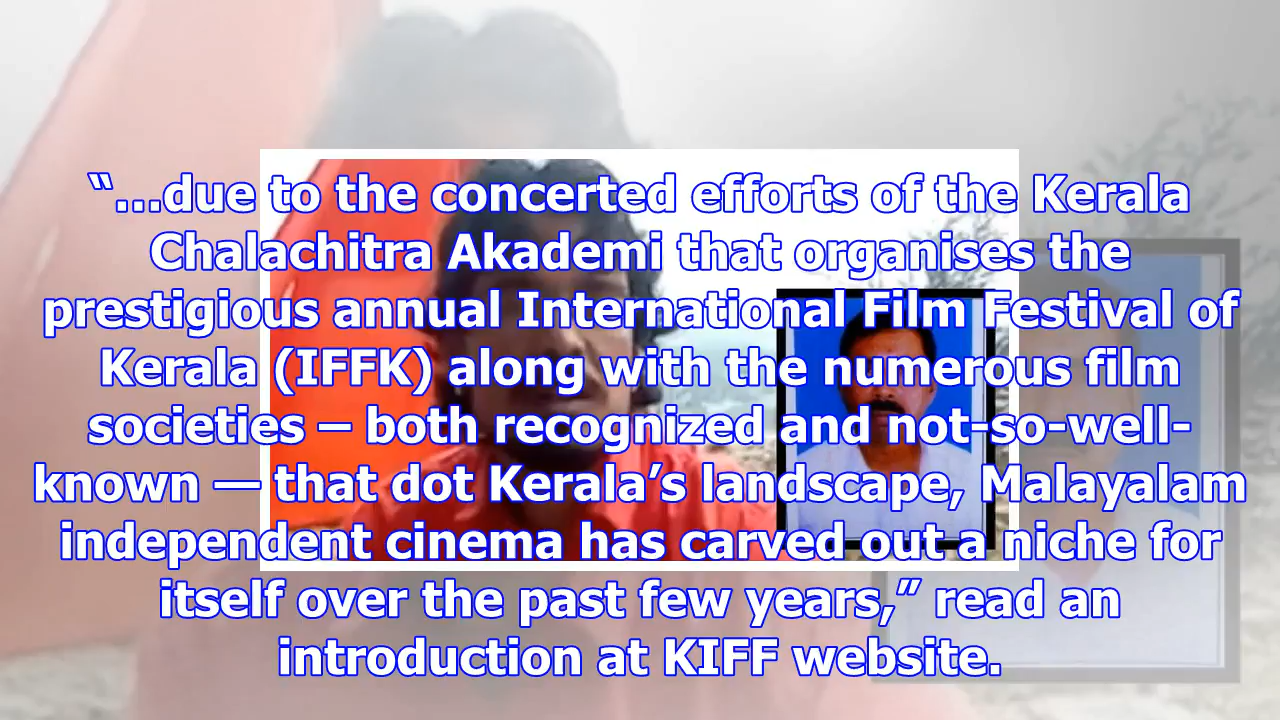 “...due to the concerted efforts of the Kerala
Chalachitra Akademi that organises the
prestigious annual International Film Festival of
Kerala (IFFK) along with the numerous film
societies – both recognized and not-so-well-
known — that dot Kerala’s landscape, Malayalam
independent cinema has carved out a niche for
itself over the past few years,” read an
introduction at KIFF website.